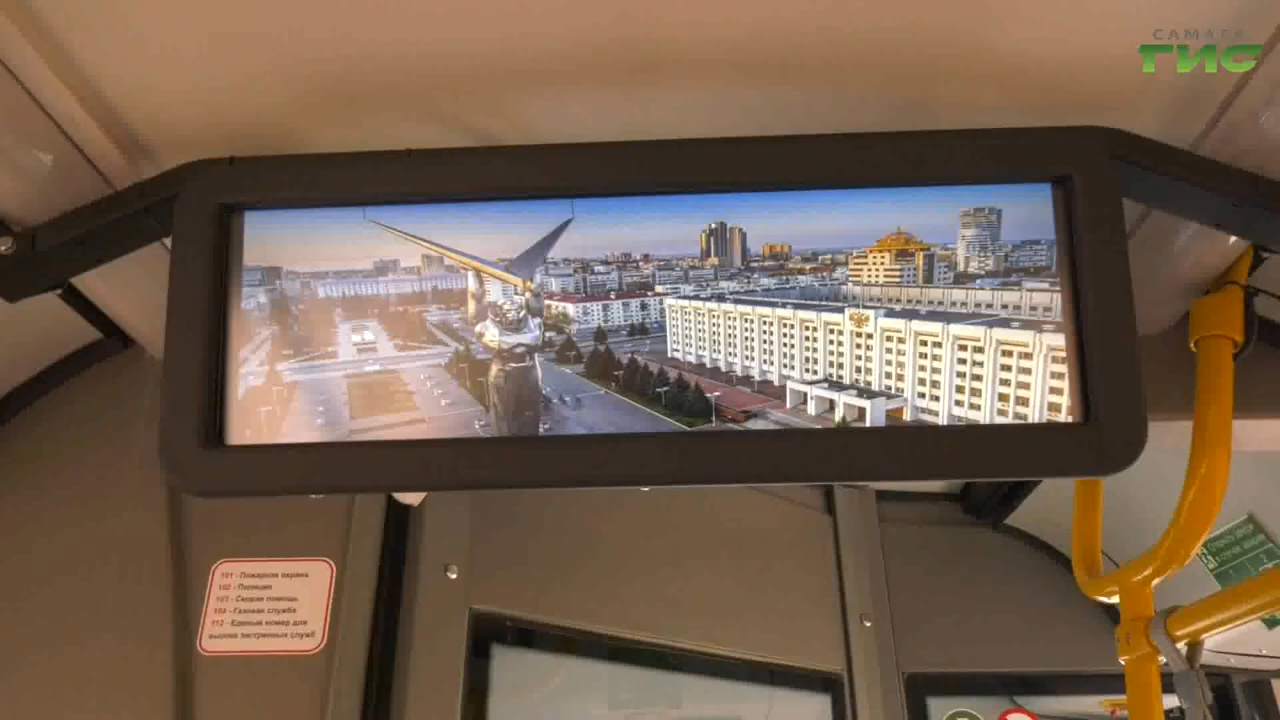 САМАРА
ГИС
101 - Пожарная охрана
102 - Полиция
103 - Скорая помощь
104 - Газовая служба
112 - Единый номер для
вызова экстренных служб